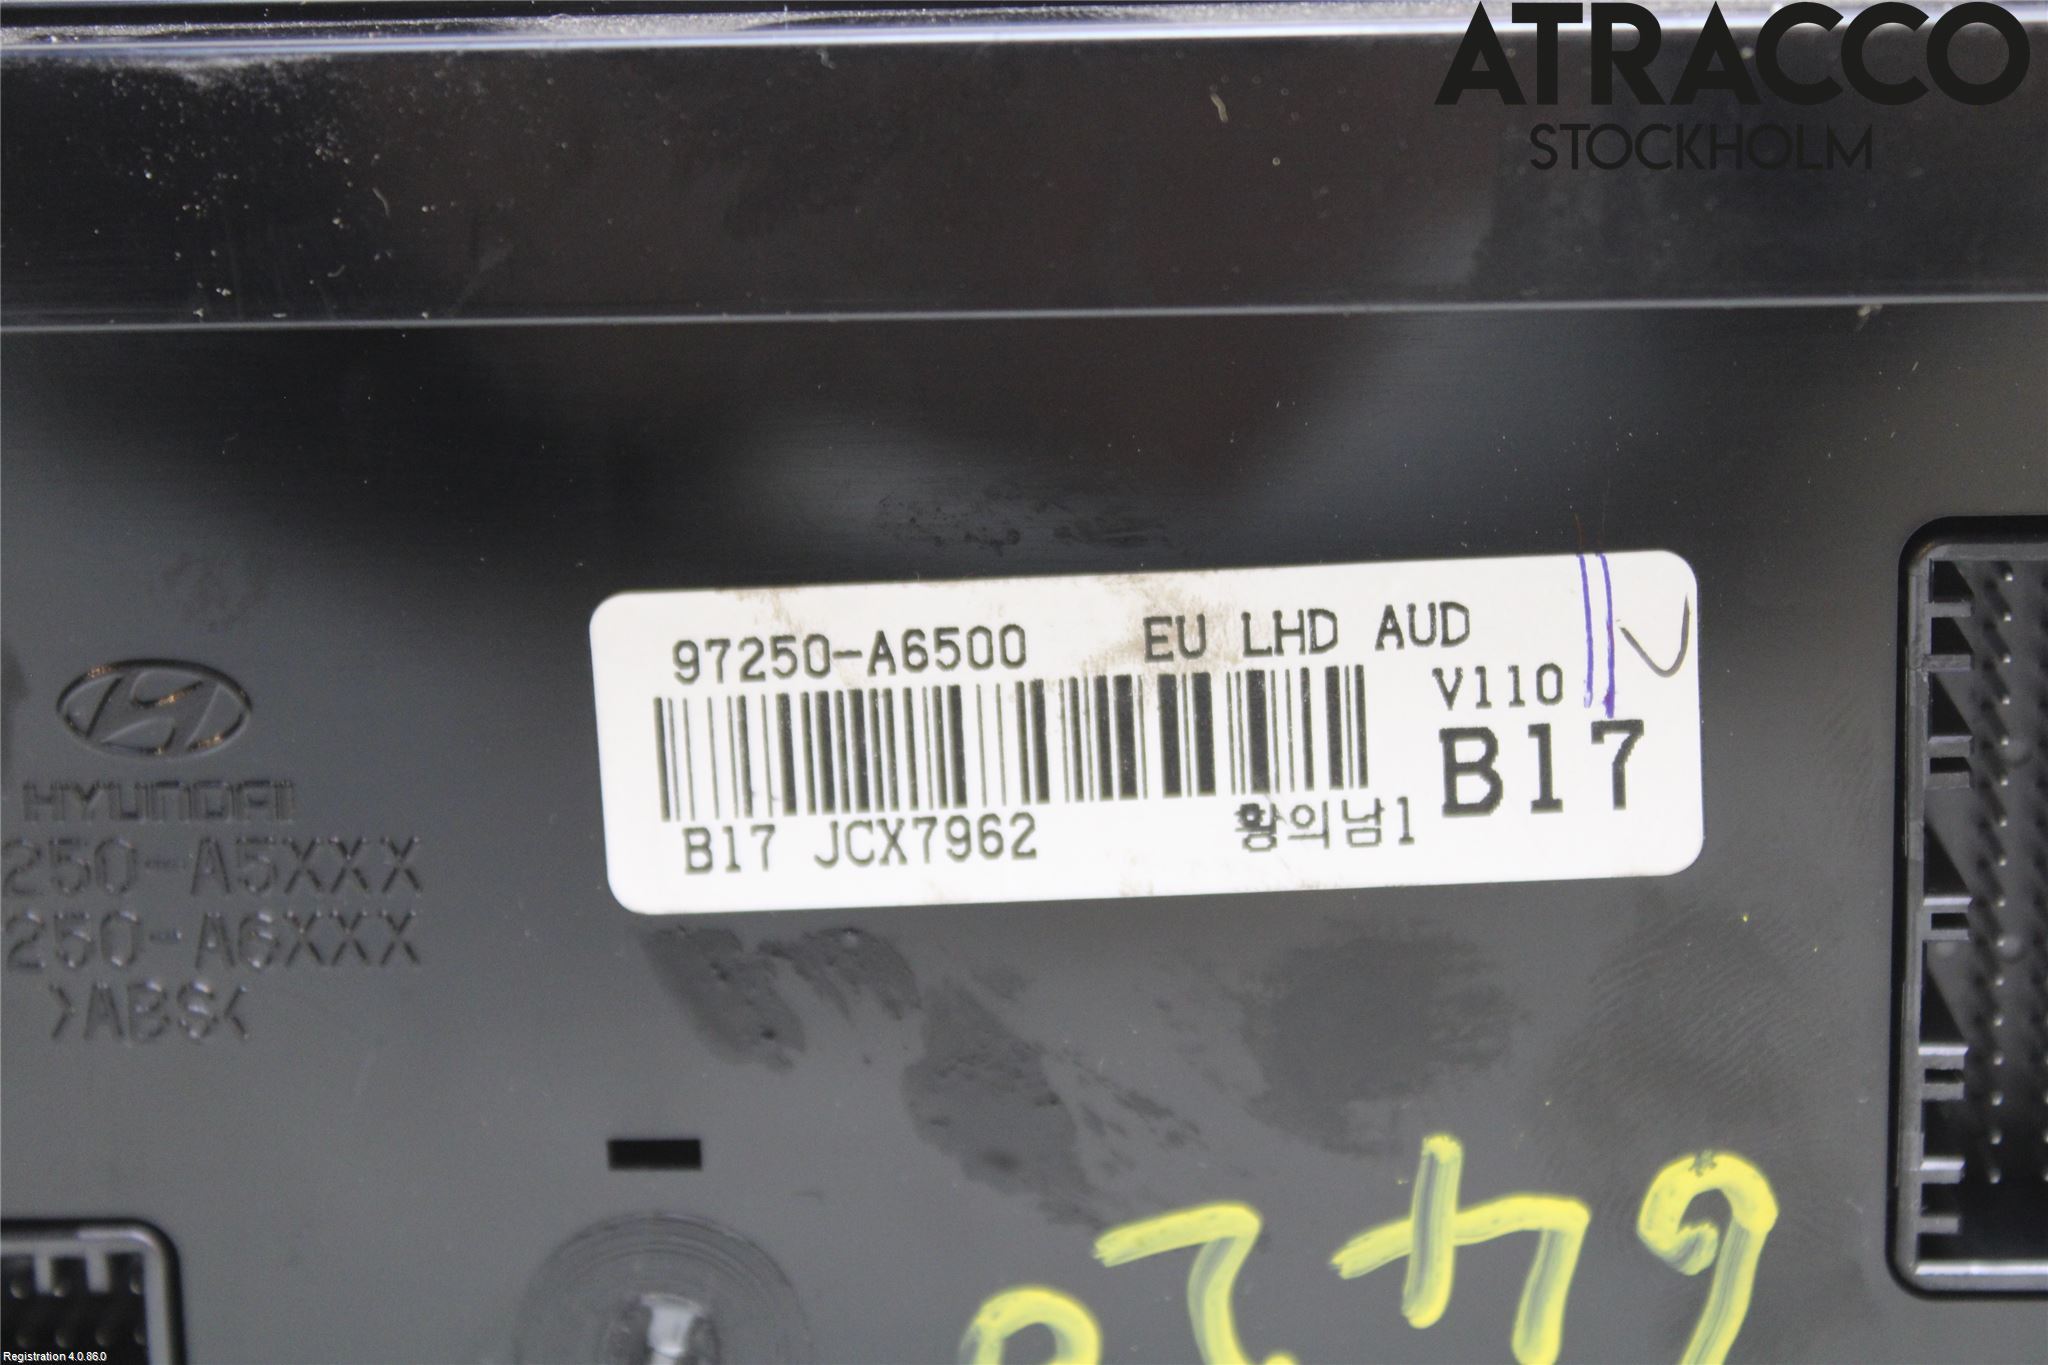 ATRACCO
STOCKHOLM
97250-A6500 EU LHD AUD
V110
B17
B17 JCX7962 황의남1
HYUNDAI
250-A5XXX
250-A6XXX
>ABS<
Registration 4.0.86.0